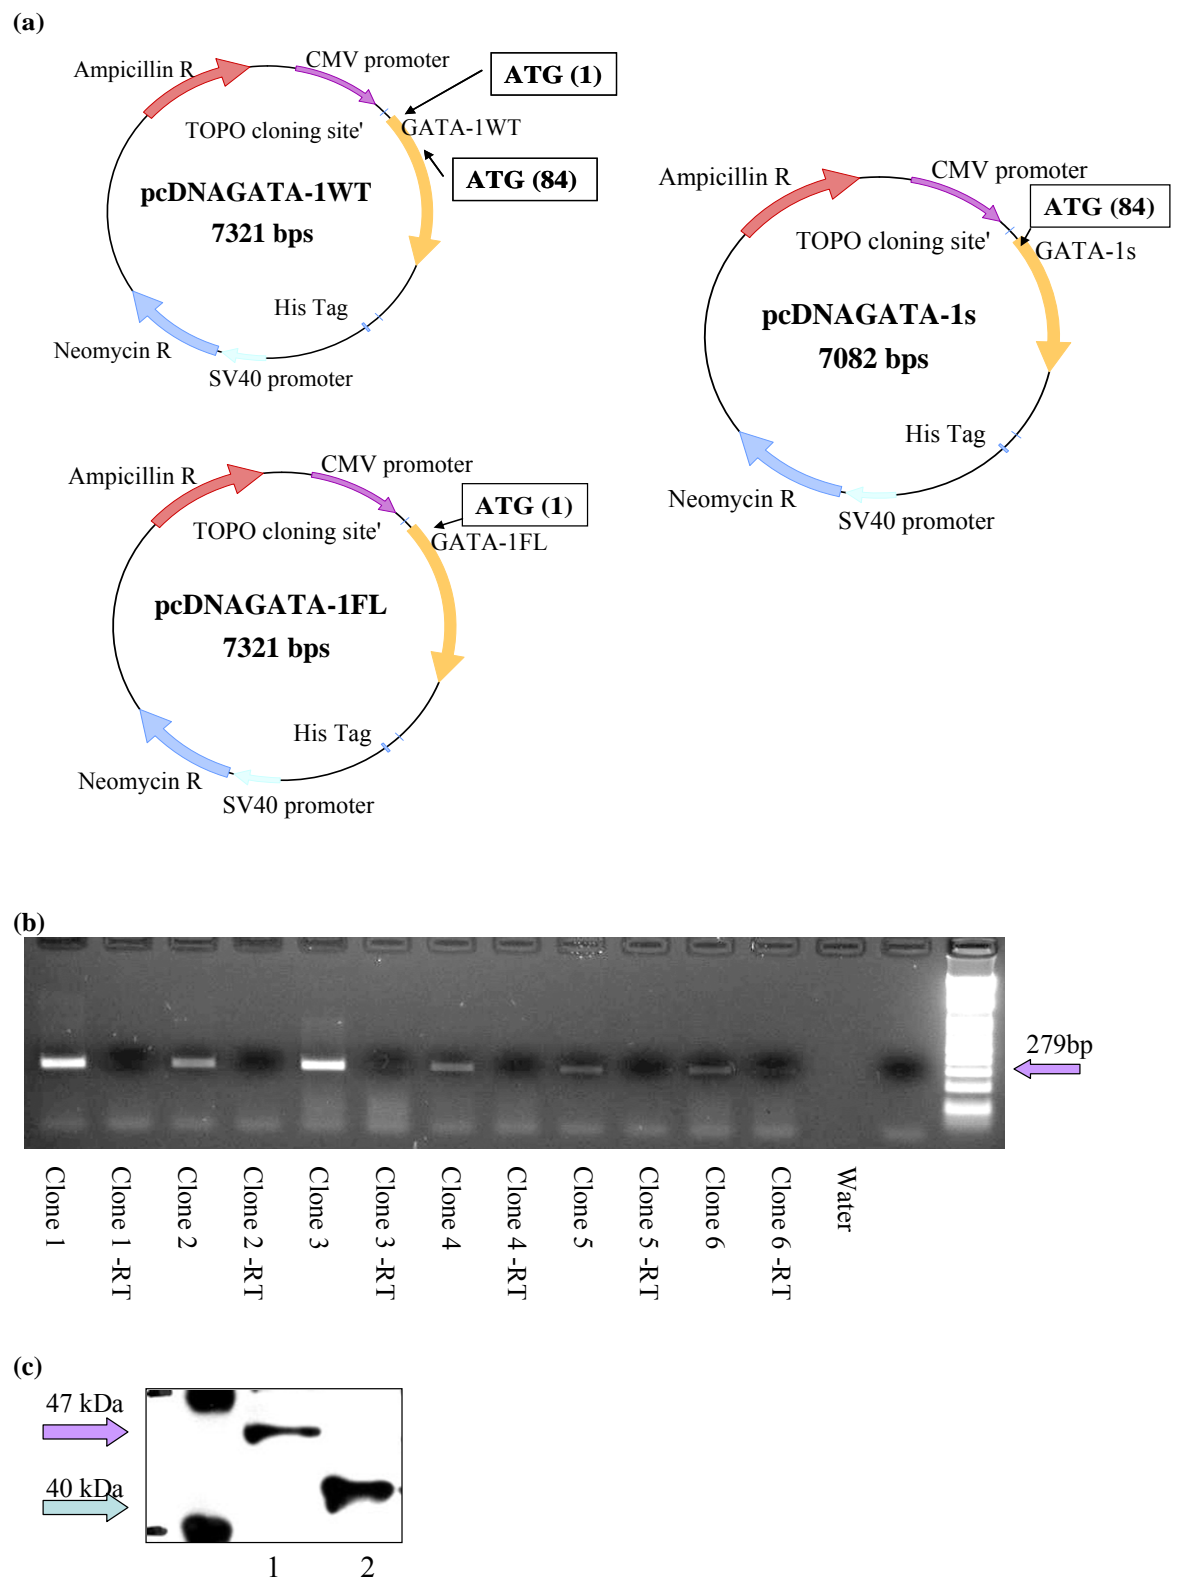 (a)
Ampicillin R
CMV promoter
ATG (1)
TOPO cloning site'
GATA-1WT
ATG (84)
pcDNAGATA-1WT
7321 bps
His Tag
Neomycin R
SV40 promoter
Ampicillin R
CMV promoter
ATG (84)
TOPO cloning site'
GATA-1s
pcDNAGATA-1s
7082 bps
His Tag
Neomycin R
SV40 promoter
Ampicillin R
CMV promoter
ATG (1)
TOPO cloning site'
GATA-1FL
pcDNAGATA-1FL
7321 bps
His Tag
Neomycin R
SV40 promoter
(b)
279bp
Clone 1
Clone 1 -RT
Clone 2
Clone 2 -RT
Clone 3
Clone 3 -RT
Clone 4
Clone 4 -RT
Clone 5
Clone 5 -RT
Clone 6
Clone 6 -RT
Water
(c)
47 kDa
40 kDa
1 2